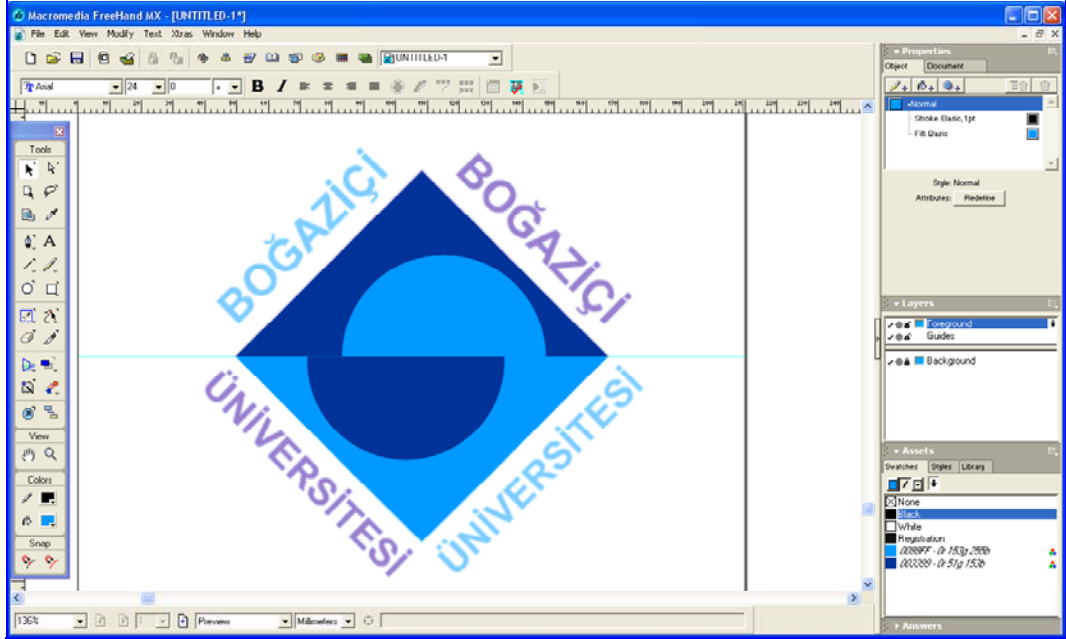 Macromedia FreeHand MX - [UNTITLED-1*]
File Edit View Modify Text Xtras Window Help
UNTITLED-1
Arial 24 0
Properties
Object Document
Normal
Stroke: Basic, 1pt
Fill: Basic
Style: Normal
Attributes: Redefine
Layers
Foreground
Guides
Background
Assets
Swatches Styles Library
None
Black
White
Registration
0099FF - 0r 153g 255b
003399 - 0r 51g 153b
Answers
Tools
View
Colors
Snap
BOĞAZİÇİ
BOĞAZİÇİ
ÜNİVERSİTESİ
ÜNİVERSİTESİ
136% 1 Preview Millimeters